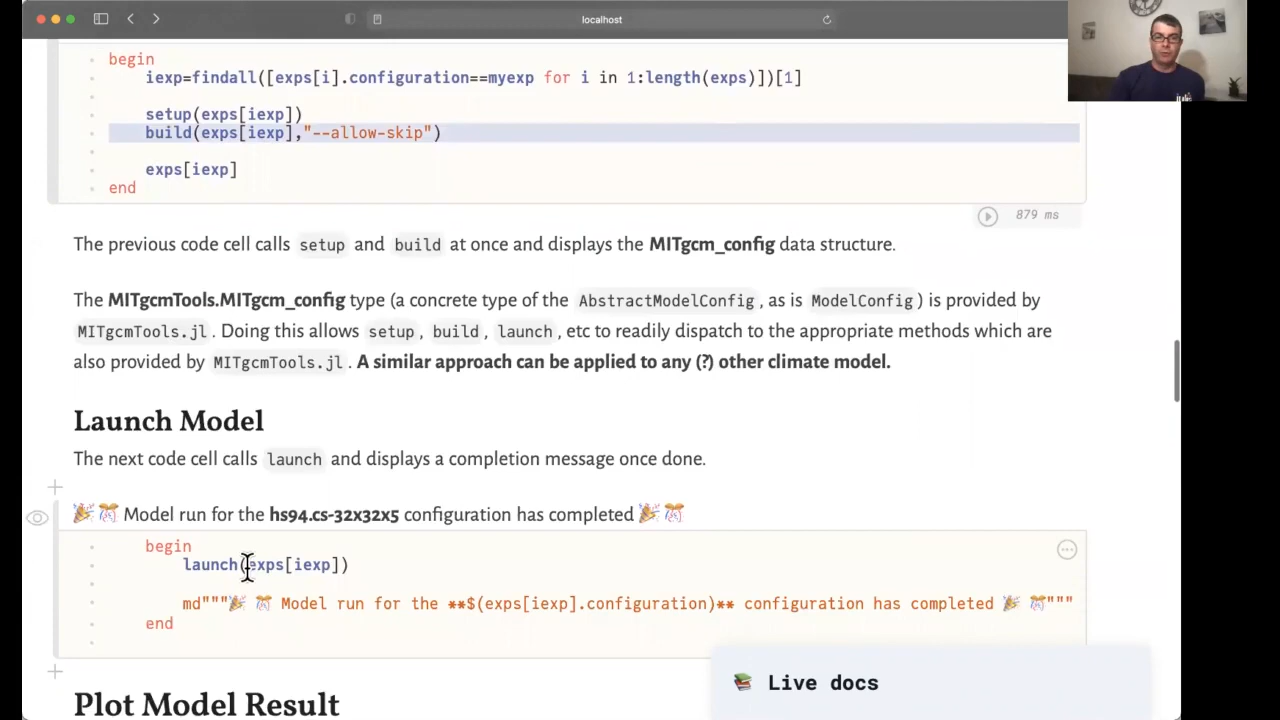 localhost
begin
iexp=findall([exps[i].configuration==myexp for i in 1:length(exps)])[1]
setup(exps[iexp])
build(exps[iexp],"--allow-skip")
exps[iexp]
end
879 ms
The previous code cell calls setup and build at once and displays the MITgcm_config data structure.
The MITgcmTools.MITgcm_config type (a concrete type of the AbstractModelConfig, as is ModelConfig) is provided by
MITgcmTools.jl. Doing this allows setup, build, launch, etc to readily dispatch to the appropriate methods which are
also provided by MITgcmTools.jl. A similar approach can be applied to any (?) other climate model.
Launch Model
The next code cell calls launch and displays a completion message once done.
🎉 🎊 Model run for the hs94.cs-32x32x5 configuration has completed 🎉 🎊
begin
launch(exps[iexp])
md"""🎉 🎊 Model run for the **$(exps[iexp].configuration)** configuration has completed 🎉 🎊"""
end
Plot Model Result
📚 Live docs